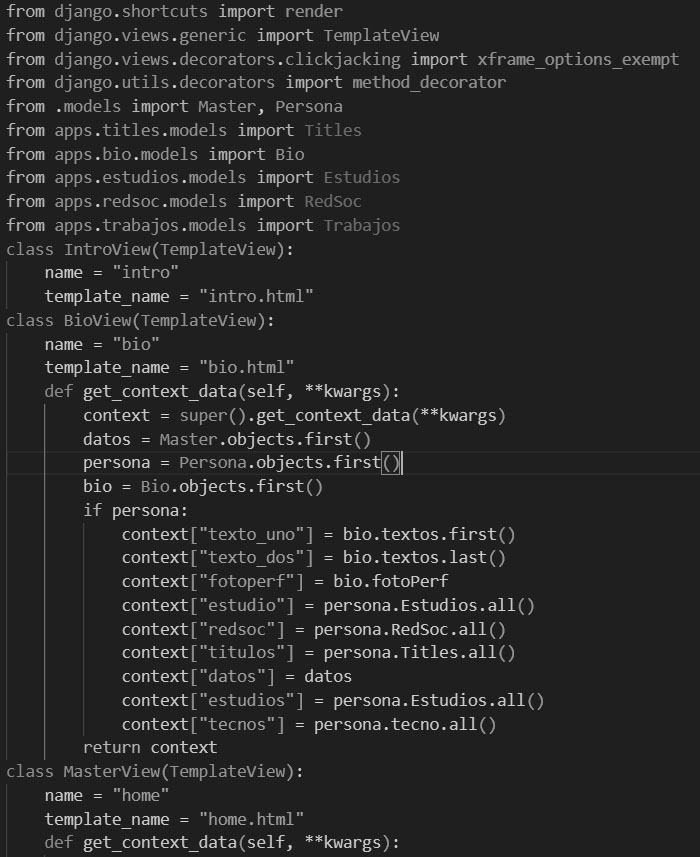 from django.shortcuts import render
from django.views.generic import TemplateView
from django.views.decorators.clickjacking import xframe_options_exempt
from django.utils.decorators import method_decorator
from .models import Master, Persona
from apps.titles.models import Titles
from apps.bio.models import Bio
from apps.estudios.models import Estudios
from apps.redsoc.models import RedSoc
from apps.trabajos.models import Trabajos
class IntroView(TemplateView):
    name = "intro"
    template_name = "intro.html"
class BioView(TemplateView):
    name = "bio"
    template_name = "bio.html"
    def get_context_data(self, **kwargs):
        context = super().get_context_data(**kwargs)
        datos = Master.objects.first()
        persona = Persona.objects.first()
        bio = Bio.objects.first()
        if persona:
            context["texto_uno"] = bio.textos.first()
            context["texto_dos"] = bio.textos.last()
            context["fotoperf"] = bio.fotoPerf
            context["estudio"] = persona.Estudios.all()
            context["redsoc"] = persona.RedSoc.all()
            context["titulos"] = persona.Titles.all()
            context["datos"] = datos
            context["estudios"] = persona.Estudios.all()
            context["tecnos"] = persona.tecno.all()
        return context
class MasterView(TemplateView):
    name = "home"
    template_name = "home.html"
    def get_context_data(self, **kwargs):